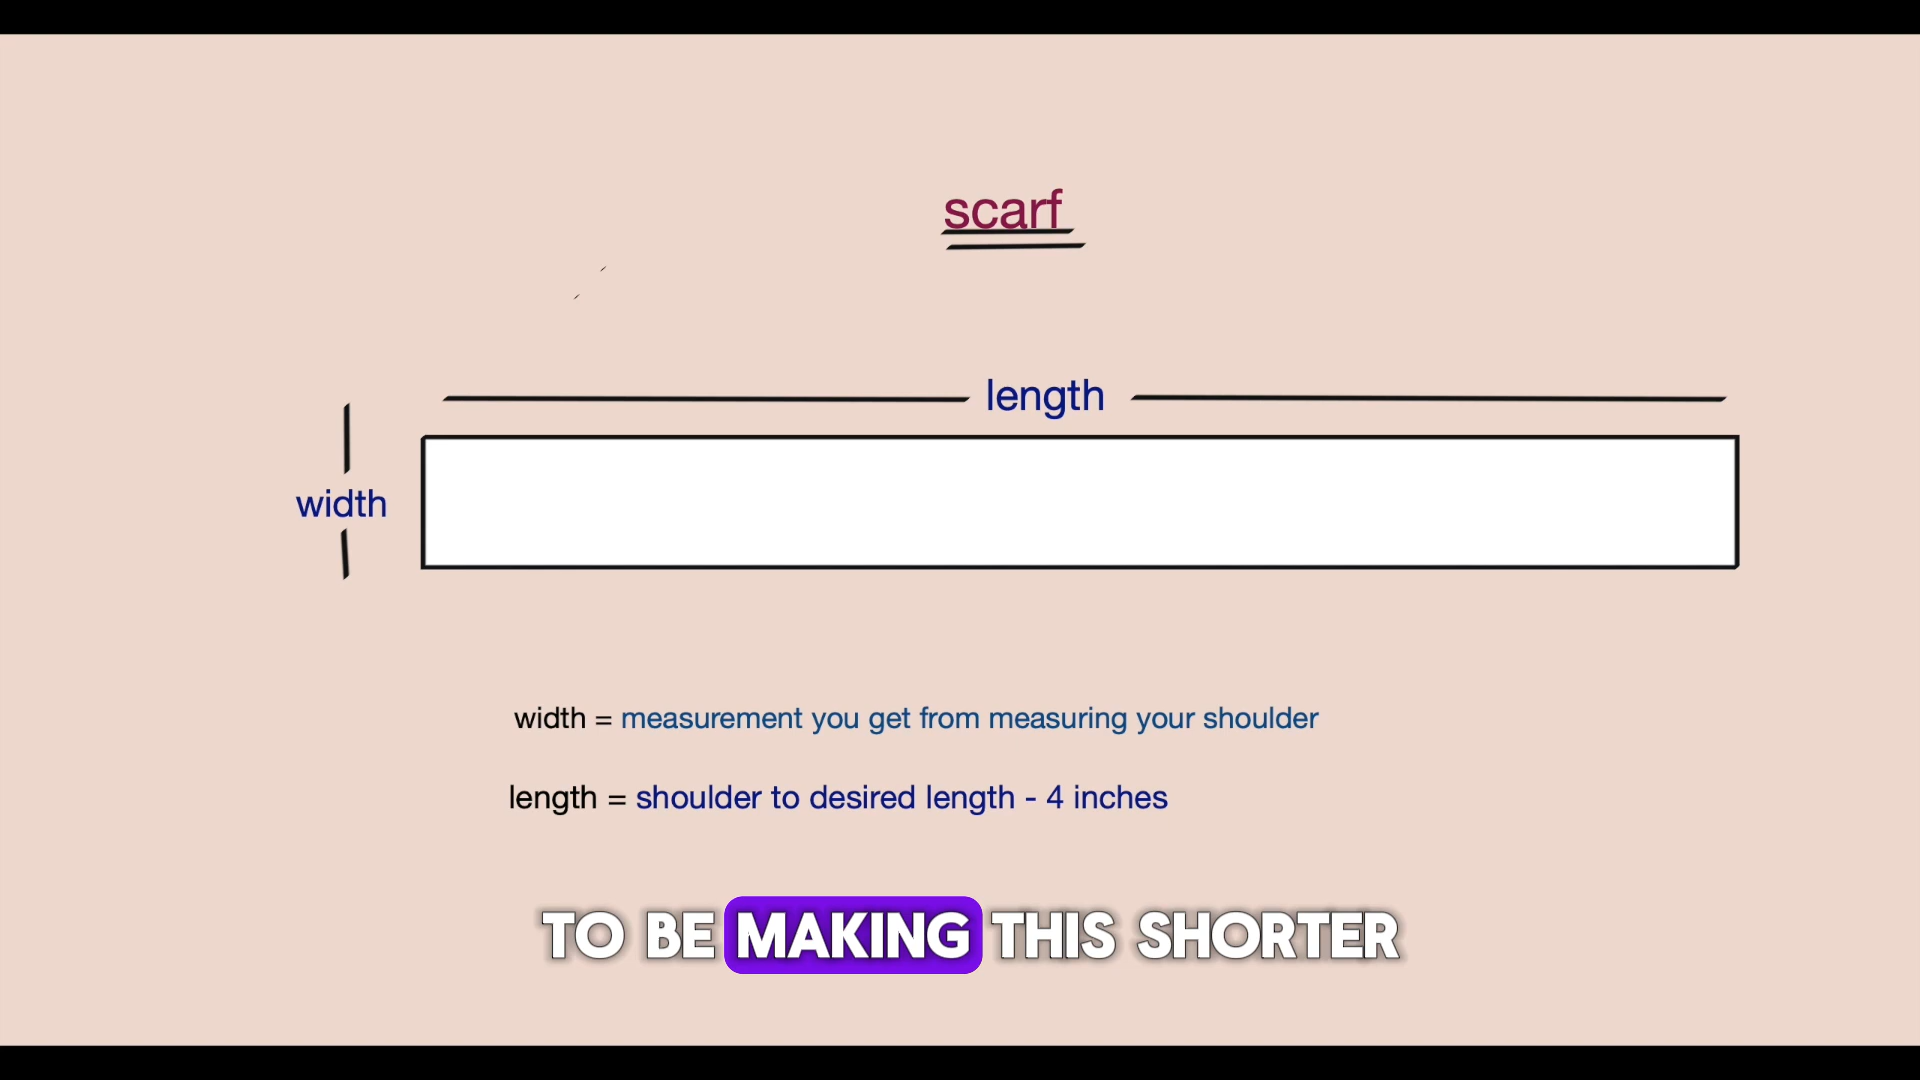 scarf
length
width
width = measurement you get from measuring your shoulder
length = shoulder to desired length - 4 inches
TO BE MAKING THIS SHORTER